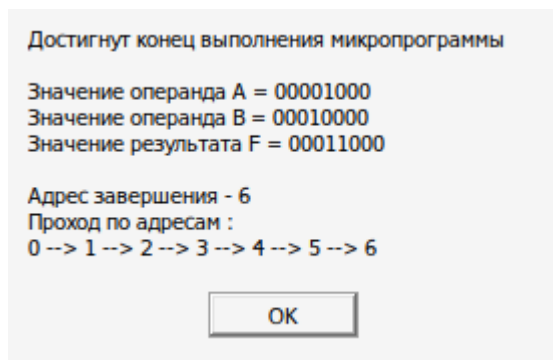 Достигнут конец выполнения микропрограммы
Значение операнда A = 00001000
Значение операнда B = 00010000
Значение результата F = 00011000
Адрес завершения - 6
Проход по адресам :
0 --> 1 --> 2 --> 3 --> 4 --> 5 --> 6
OK